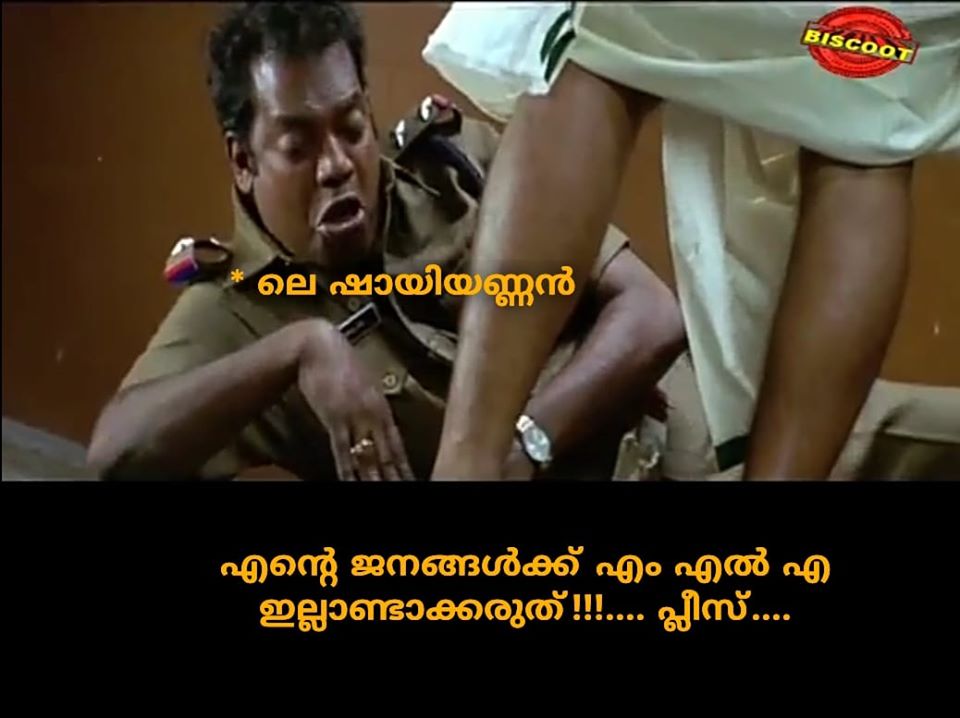 BISCOOT
* ലെ ഷായിയണ്ണൻ
എന്റെ ജനങ്ങൾക്ക് എം എൽ എ
ഇല്ലാണ്ടാക്കരുത് !!!.... പ്ലീസ്....